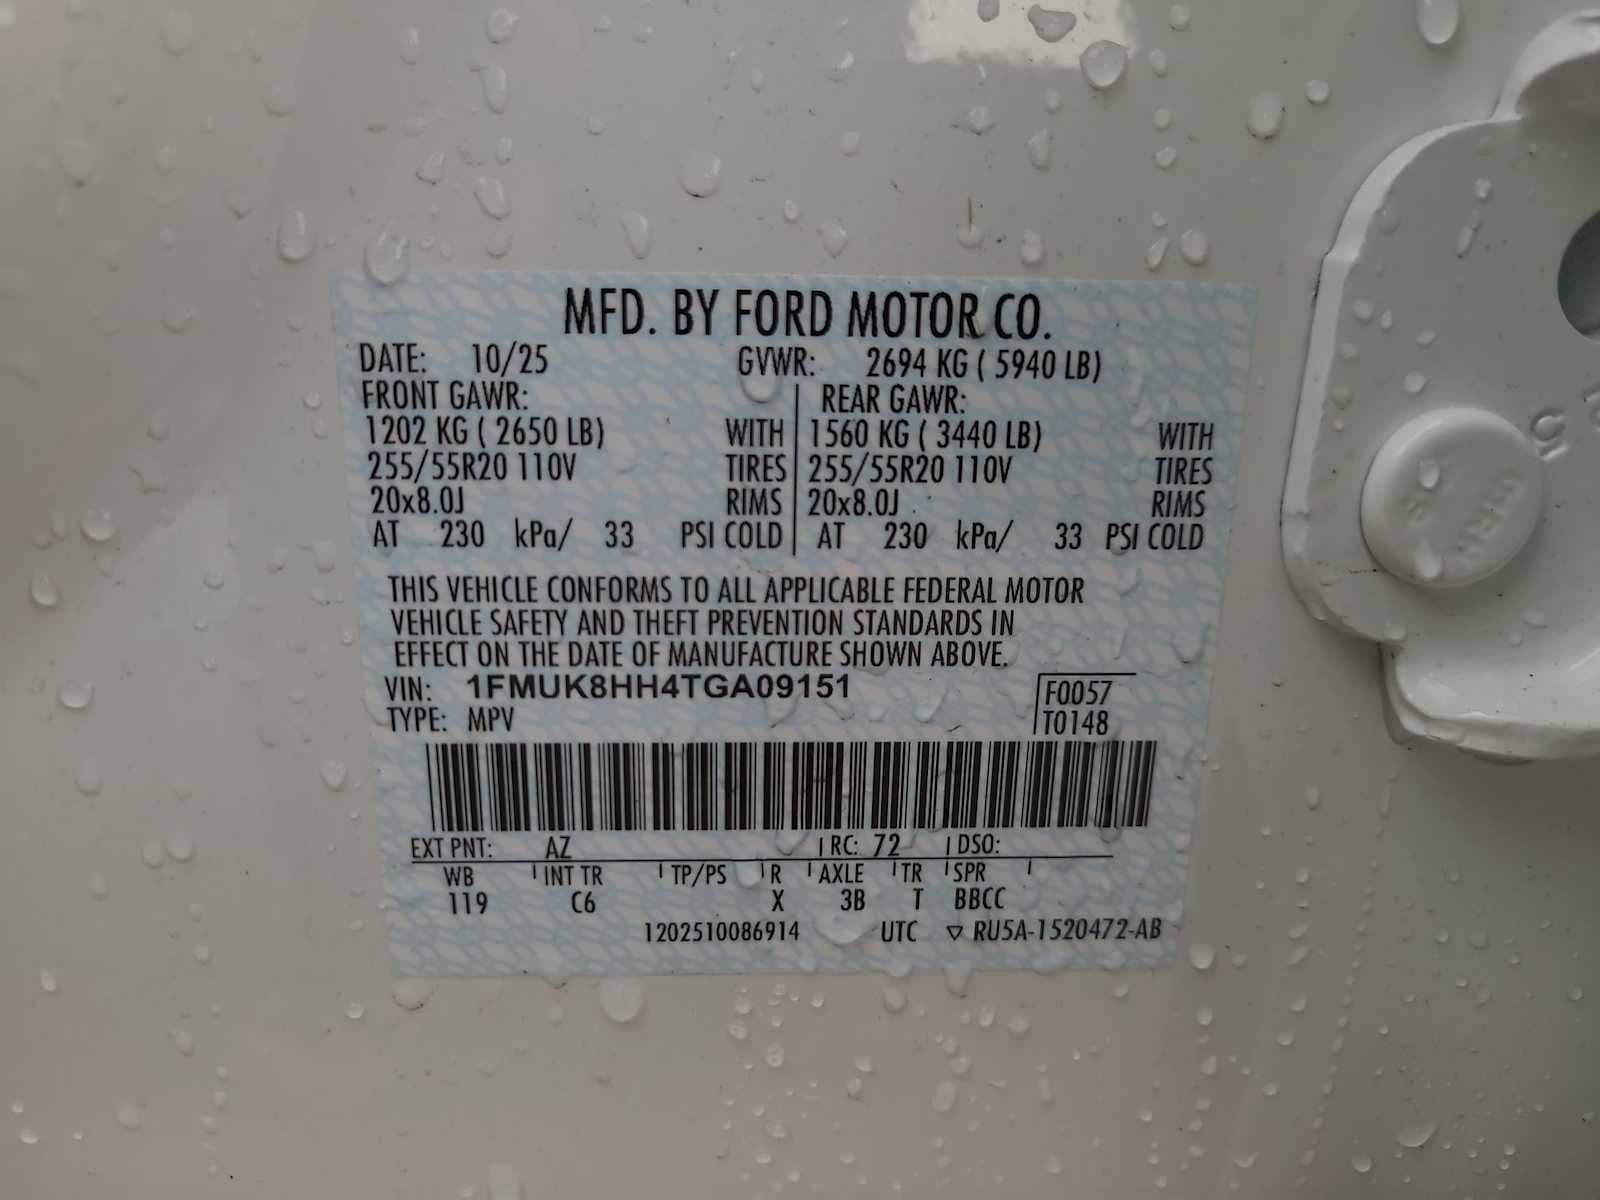 MFD. BY FORD MOTOR CO.
DATE: 10/25 GVWR: 2694 KG ( 5940 LB)
FRONT GAWR: REAR GAWR:
1202 KG ( 2650 LB) WITH 1560 KG ( 3440 LB) WITH
255/55R20 110V TIRES 255/55R20 110V TIRES
20x8.0J RIMS 20x8.0J RIMS
AT 230 kPa/ 33 PSI COLD AT 230 kPa/ 33 PSI COLD
THIS VEHICLE CONFORMS TO ALL APPLICABLE FEDERAL MOTOR
VEHICLE SAFETY AND THEFT PREVENTION STANDARDS IN
EFFECT ON THE DATE OF MANUFACTURE SHOWN ABOVE.
VIN: 1FMUK8HH4TGA09151 F0057
TYPE: MPV T0148
EXT PNT: AZ RC: 72 DSO:
WB INT TR TP/PS R AXLE TR SPR
119 C6 X 3B T BBCC
1202510086914 UTC ▽ RU5A-1520472-AB